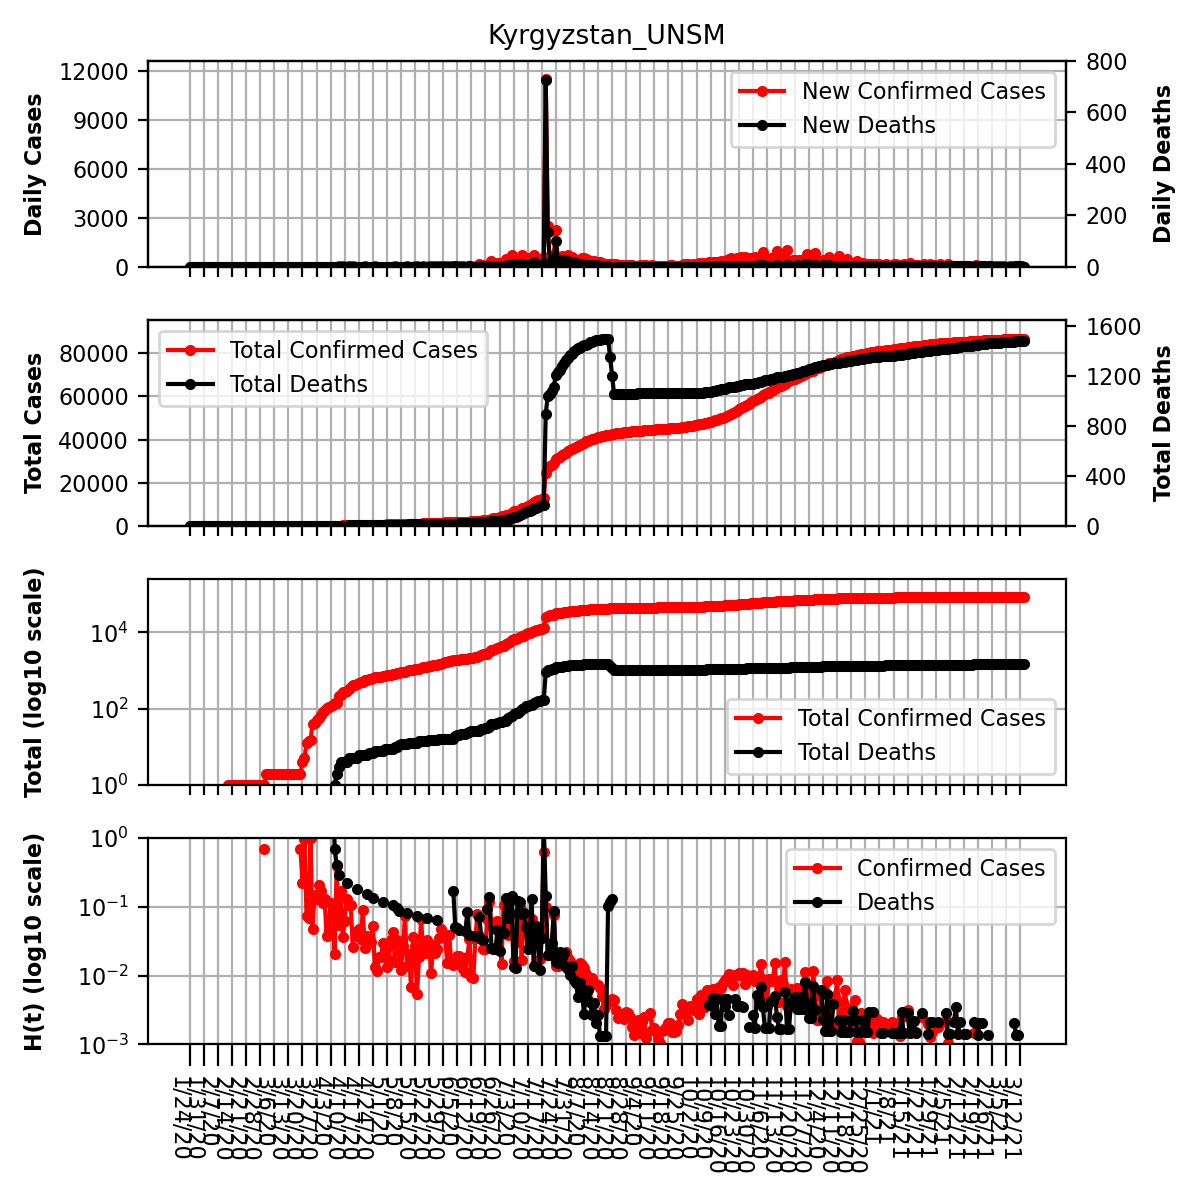 Kyrgyzstan_UNSM
12000
9000
6000
3000
0
Daily Cases
800
600
400
200
0
Daily Deaths
New Confirmed Cases
New Deaths
80000
60000
40000
20000
0
Total Cases
1600
1200
800
400
0
Total Deaths
Total Confirmed Cases
Total Deaths
10^4
10^2
10^0
Total (log10 scale)
Total Confirmed Cases
Total Deaths
10^0
10^-1
10^-2
10^-3
H(t) (log10 scale)
Confirmed Cases
Deaths
1/24/20
1/31/20
3/12/21